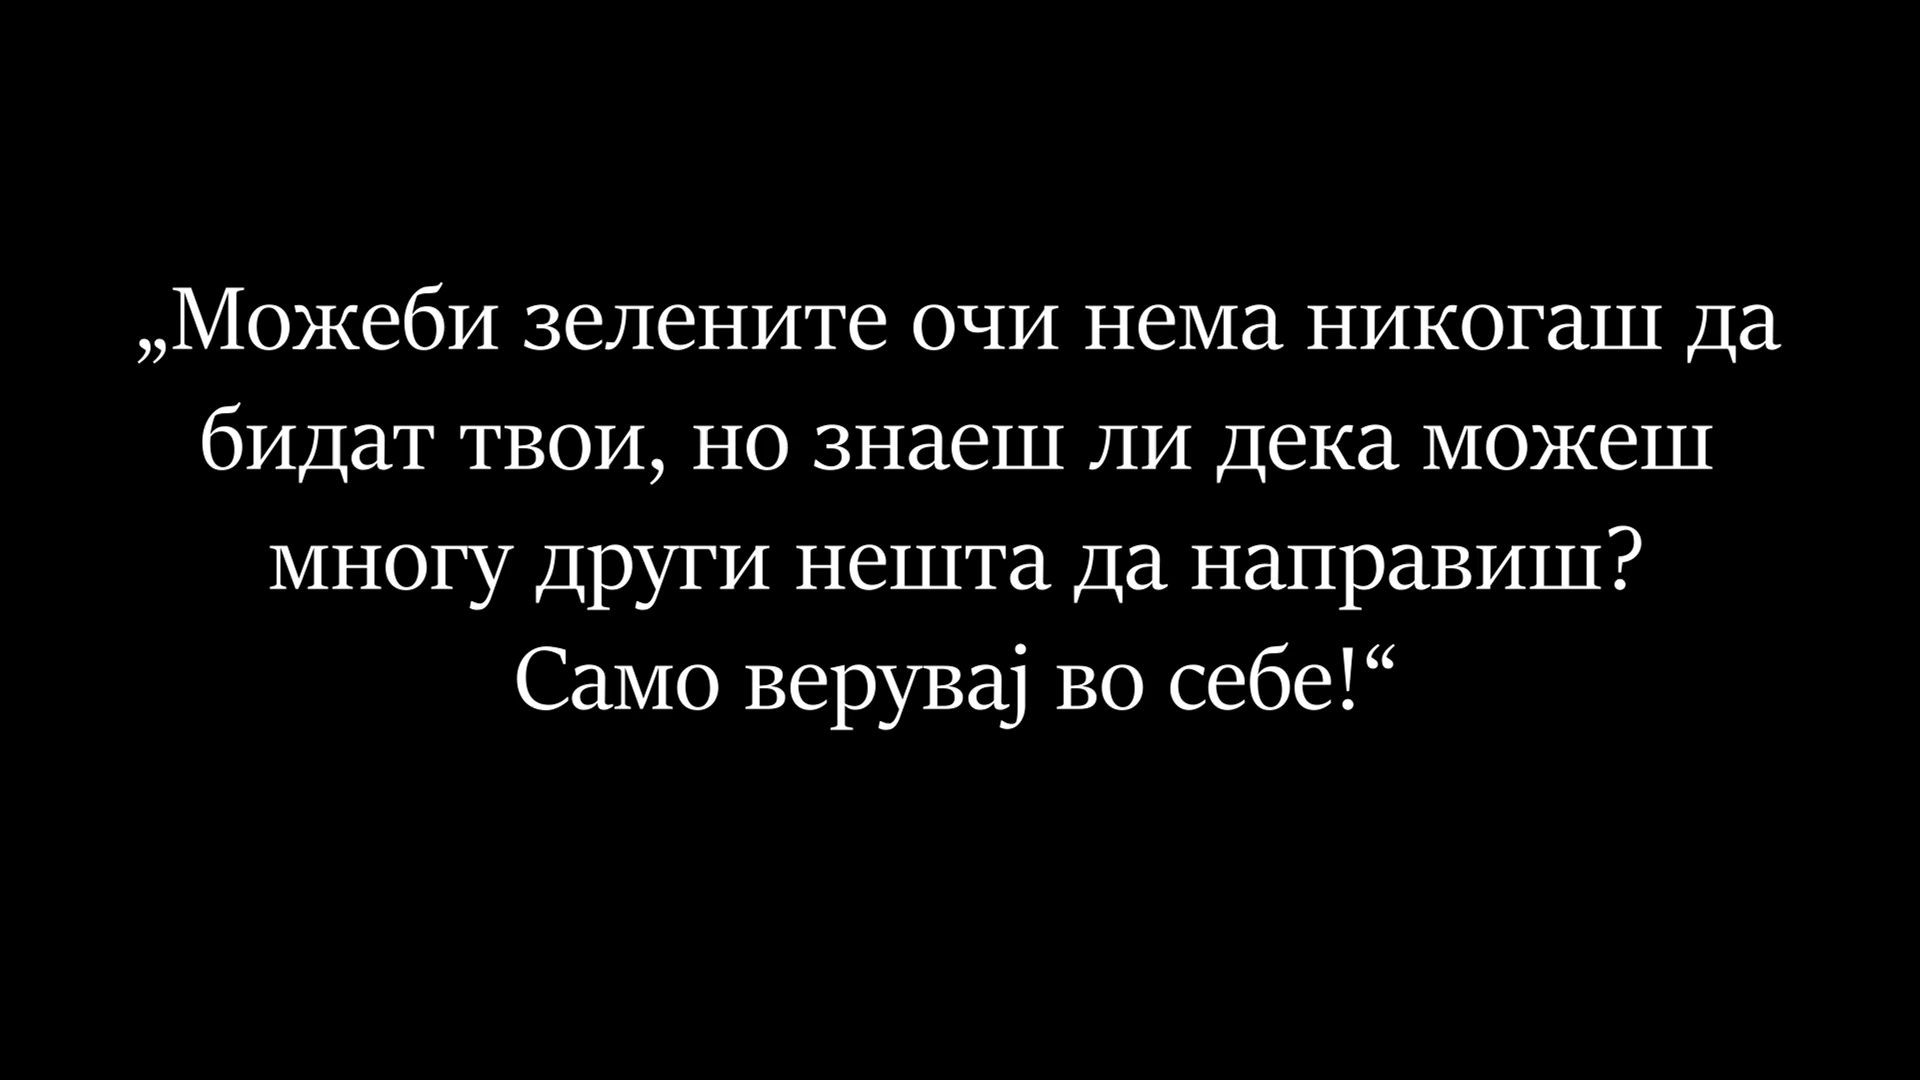 „Можеби зелените очи нема никогаш да
бидат твои, но знаеш ли дека можеш
многу други нешта да направиш?
Само верувај во себе!“